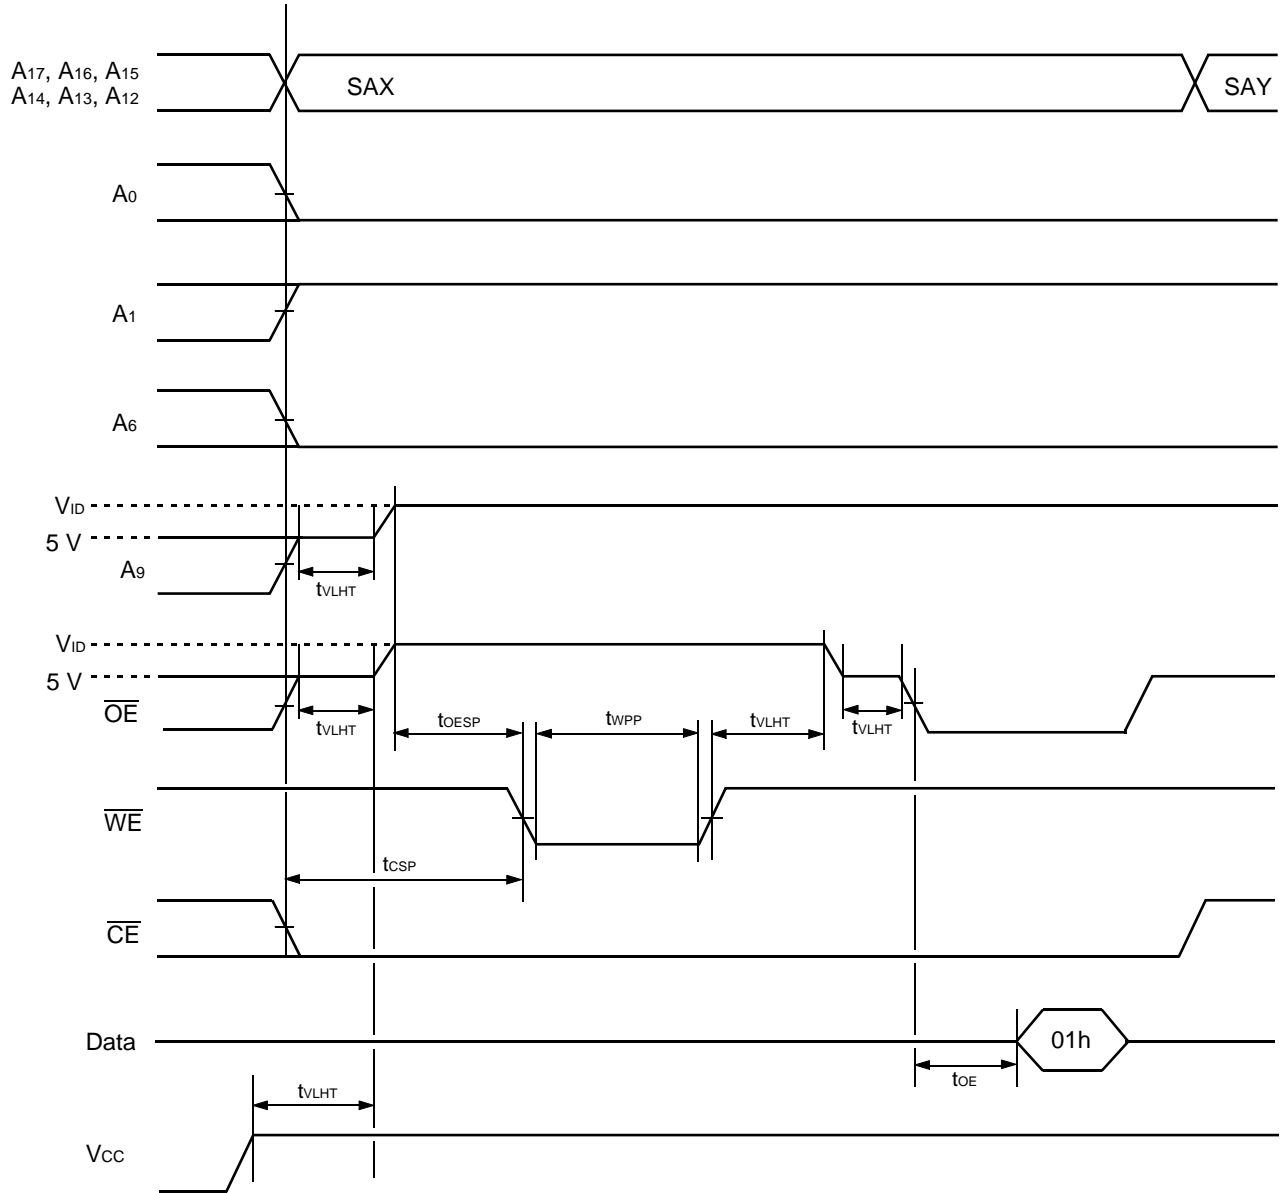 A17, A16, A15
A14, A13, A12
SAX
SAY
A0
A1
A6
VID
5 V
A9
tVLHT
VID
5 V
OE
tVLHT
tOESP
tWPP
tVLHT
tVLHT
WE
tCSP
CE
Data
01h
tOE
tVLHT
VCC